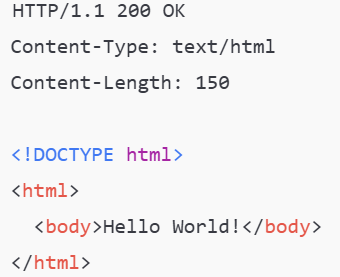 HTTP/1.1 200 OK
Content-Type: text/html
Content-Length: 150

<!DOCTYPE html>
<html>
  <body>Hello World!</body>
</html>